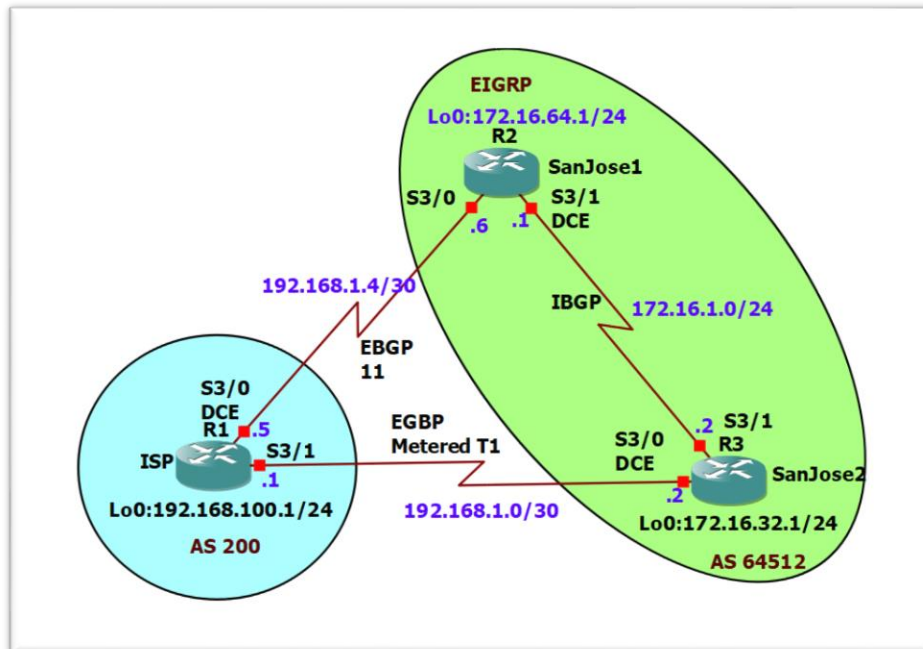 EIGRP
Lo0:172.16.64.1/24
R2
SanJose1
S3/0
S3/1
DCE
.6
.1
192.168.1.4/30
IBGP
172.16.1.0/24
EBGP
11
S3/0
DCE
R1
.5
ISP
S3/1
.1
Lo0:192.168.100.1/24
AS 200
EGBP
Metered T1
192.168.1.0/30
S3/0
DCE
.2
S3/1
.2
R3
SanJose2
Lo0:172.16.32.1/24
AS 64512